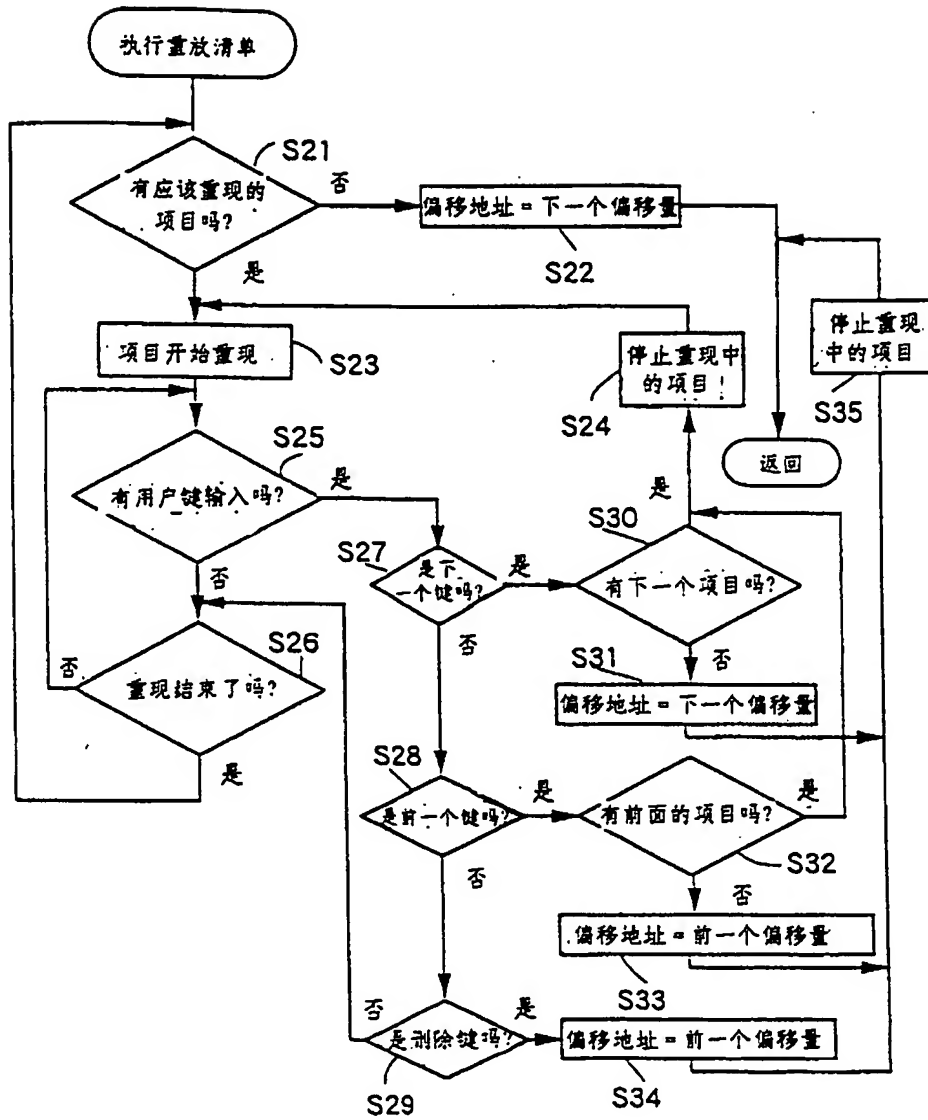 执行重放清单
S21
有应该重现的
项目吗?
否
偏移地址=下一个偏移量
S22
是
项目开始重现
S23
停止重现中
的项目!
S24
停止重现
中的项目
S35
返回
S25
有用户键输入吗?
是
否
S27
是下
一个键吗?
是
否
S30
有下一个项目吗?
是
否
S26
重现结束了吗?
否
是
S31
偏移地址=下一个偏移量
S28
是前一个键吗?
是
否
有前面的项目吗?
是
S32
否
偏移地址=前一个偏移量
S33
否
是删除键吗?
是
S29
偏移地址=前一个偏移量
S34